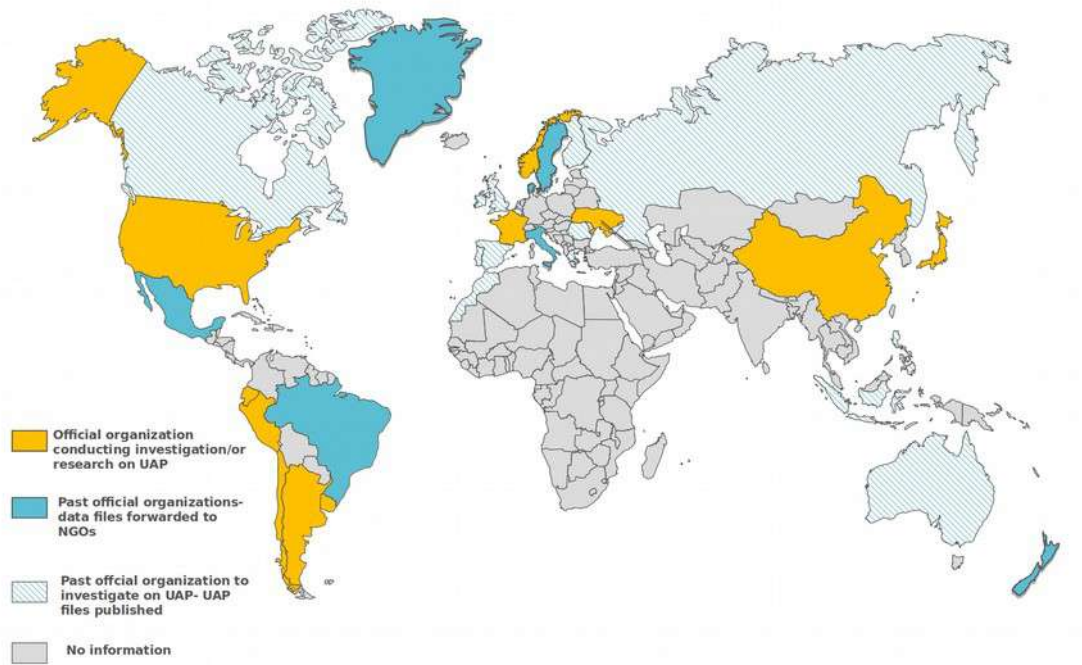 Official organization
conducting investigation/or
research on UAP
Past official organizations-
data files forwarded to
NGOs
Past offcial organization to
investigate on UAP- UAP
files published
No information